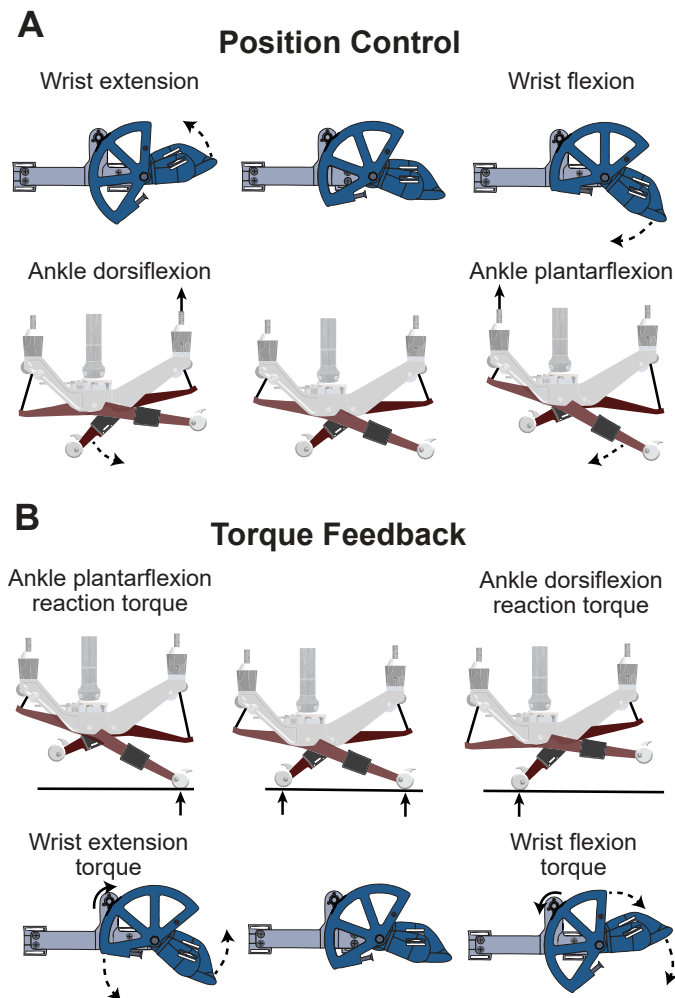 A
Position Control
Wrist extension
Wrist flexion
Ankle dorsiflexion
Ankle plantarflexion
B
Torque Feedback
Ankle plantarflexion
reaction torque
Ankle dorsiflexion
reaction torque
Wrist extension
torque
Wrist flexion
torque